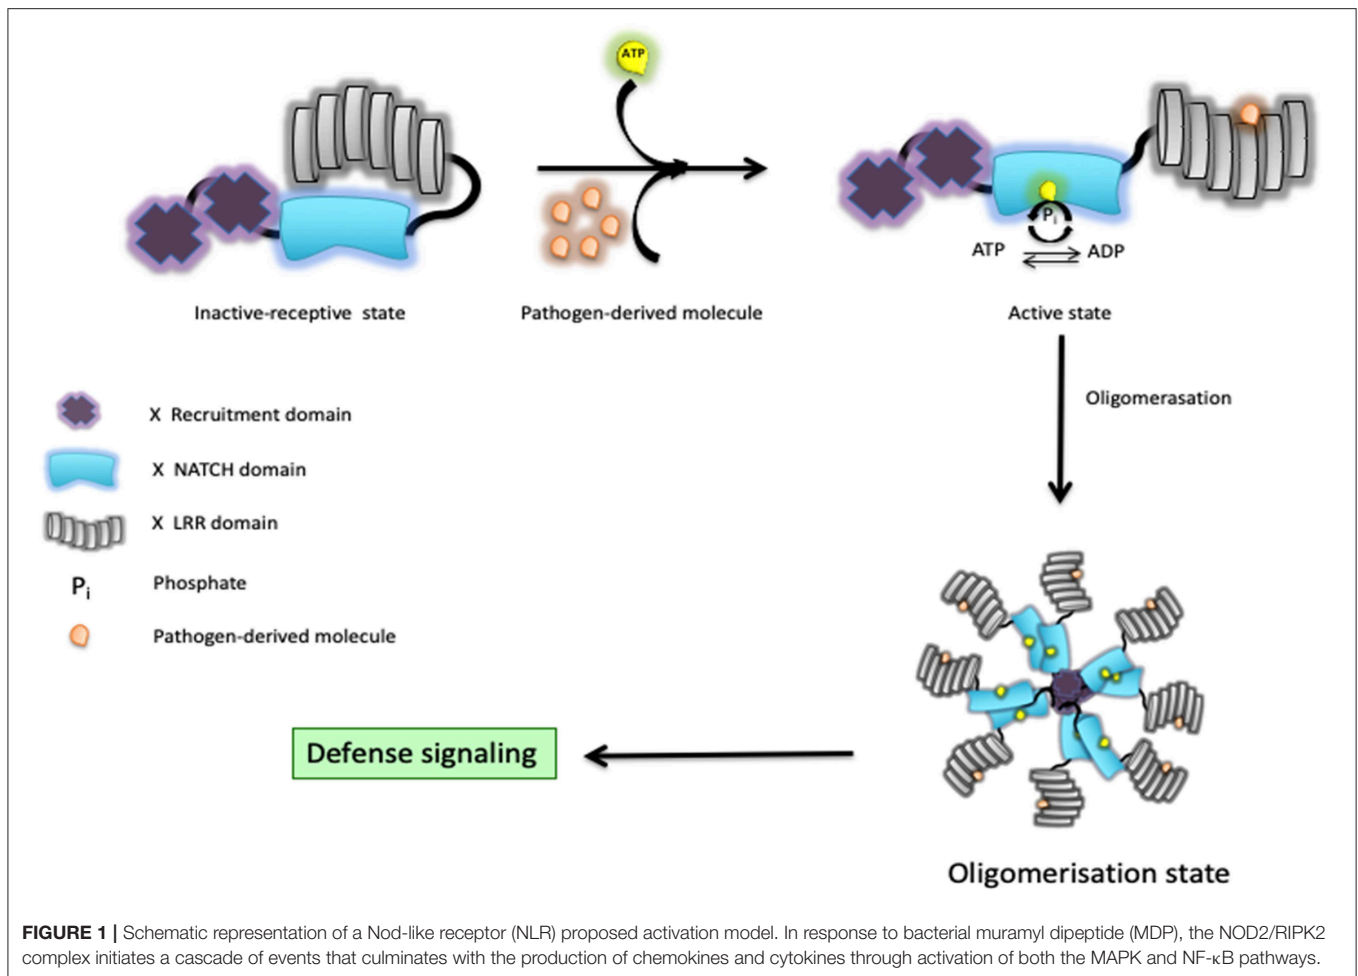 ATP
Pi
ATP ADP
Inactive-receptive state
Pathogen-derived molecule
Active state
Oligomerasation
X Recruitment domain
X NATCH domain
X LRR domain
Pi Phosphate
Pathogen-derived molecule
Defense signaling
Oligomerisation state
FIGURE 1 | Schematic representation of a Nod-like receptor (NLR) proposed activation model. In response to bacterial muramyl dipeptide (MDP), the NOD2/RIPK2
complex initiates a cascade of events that culminates with the production of chemokines and cytokines through activation of both the MAPK and NF-κB pathways.